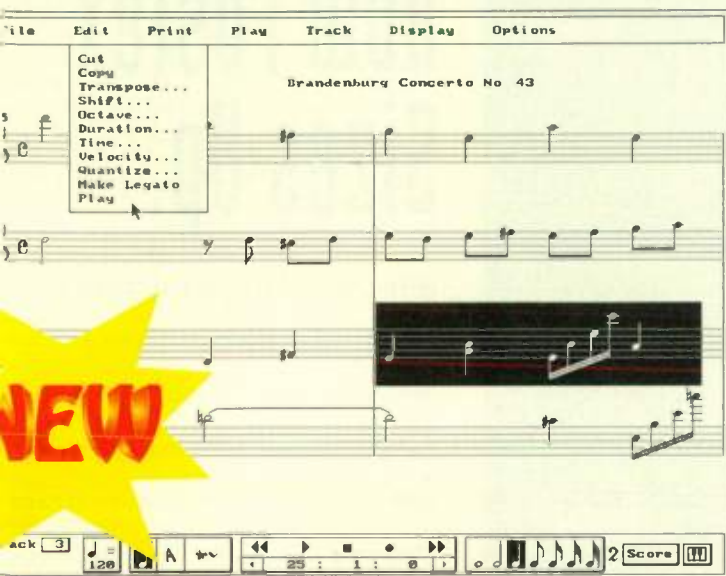 ile Edit Print Play Track Display Options
Cut
Copy
Transpose...
Shift...
Octave...
Duration...
Time...
Velocity...
Quantize...
Make Legato
Play
Brandenburg Concerto No 43
NEW
ack 3
120
A
25 : 1 : 0
2 Score